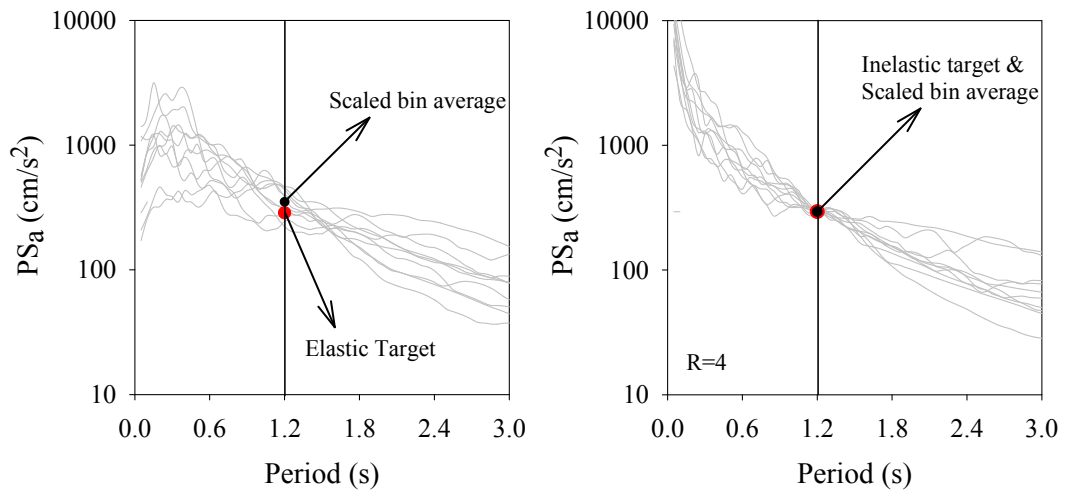 10000
1000
100
10
PSa (cm/s²)
Scaled bin average
Elastic Target
0.0 0.6 1.2 1.8 2.4 3.0
Period (s)
10000
1000
100
10
PSa (cm/s²)
Inelastic target &
Scaled bin average
R=4
0.0 0.6 1.2 1.8 2.4 3.0
Period (s)